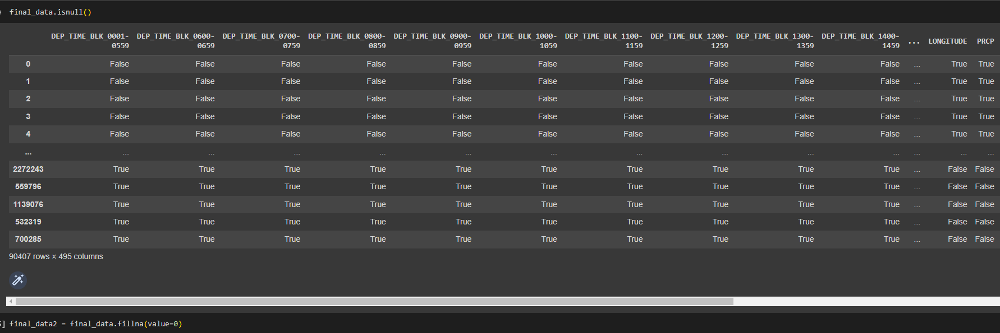 final_data.isnull()
DEP_TIME_BLK_0001-0559 DEP_TIME_BLK_0600-0659 DEP_TIME_BLK_0700-0759 DEP_TIME_BLK_0800-0859 DEP_TIME_BLK_0900-0959 DEP_TIME_BLK_1000-1059 DEP_TIME_BLK_1100-1159 DEP_TIME_BLK_1200-1259 DEP_TIME_BLK_1300-1359 DEP_TIME_BLK_1400-1459 ... LONGITUDE PRCP
0 False False False False False False False False False False ... True True
1 False False False False False False False False False False ... True True
2 False False False False False False False False False False ... True True
3 False False False False False False False False False False ... True True
4 False False False False False False False False False False ... True True
... ... ... ... ... ... ... ... ... ... ... ... ... ...
2272243 True True True True True True True True True True ... False False
559796 True True True True True True True True True True ... False False
1139076 True True True True True True True True True True ... False False
532319 True True True True True True True True True True ... False False
700285 True True True True True True True True True True ... False False
90407 rows × 495 columns
] final_data2 = final_data.fillna(value=0)